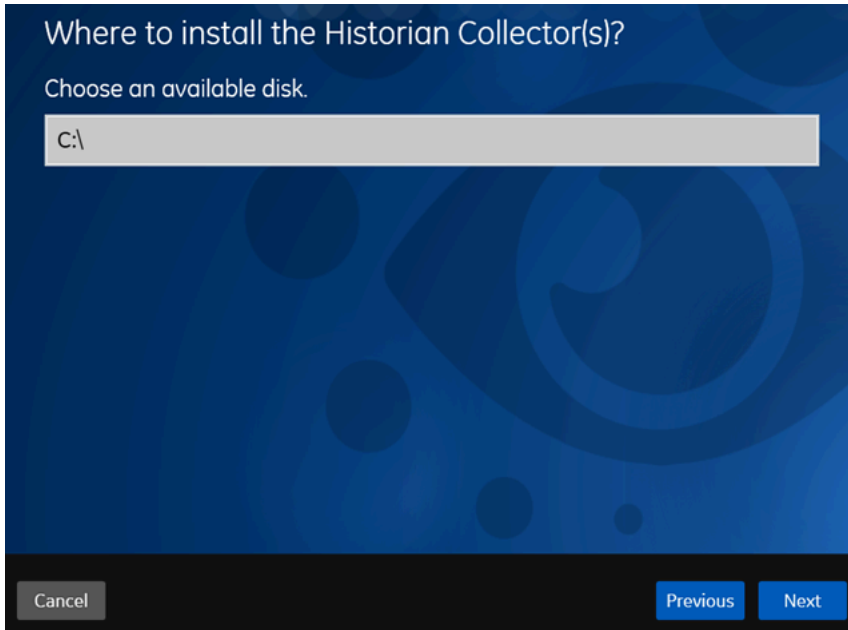 Where to install the Historian Collector(s)?
Choose an available disk.
C:\
Cancel
Previous
Next